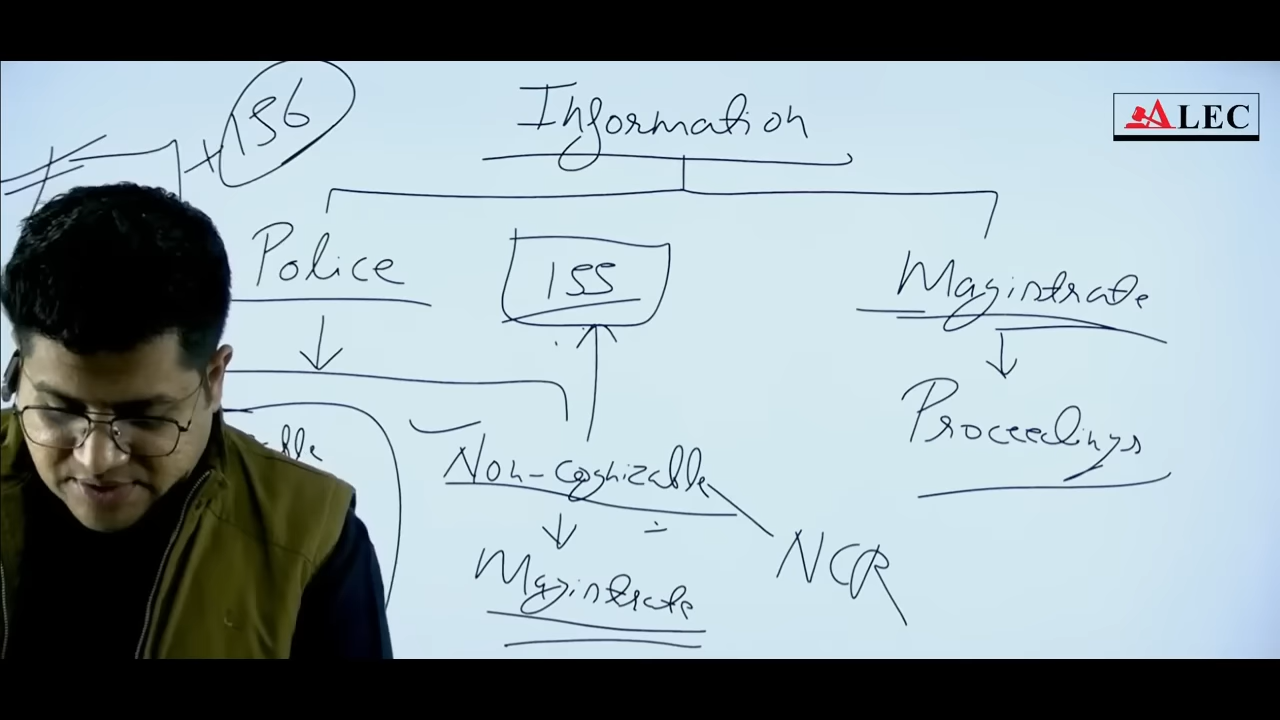 156
Information
ALEC
Police
155
Magistrate
Proceedings
Non-cognizable
NCR
Magistrate